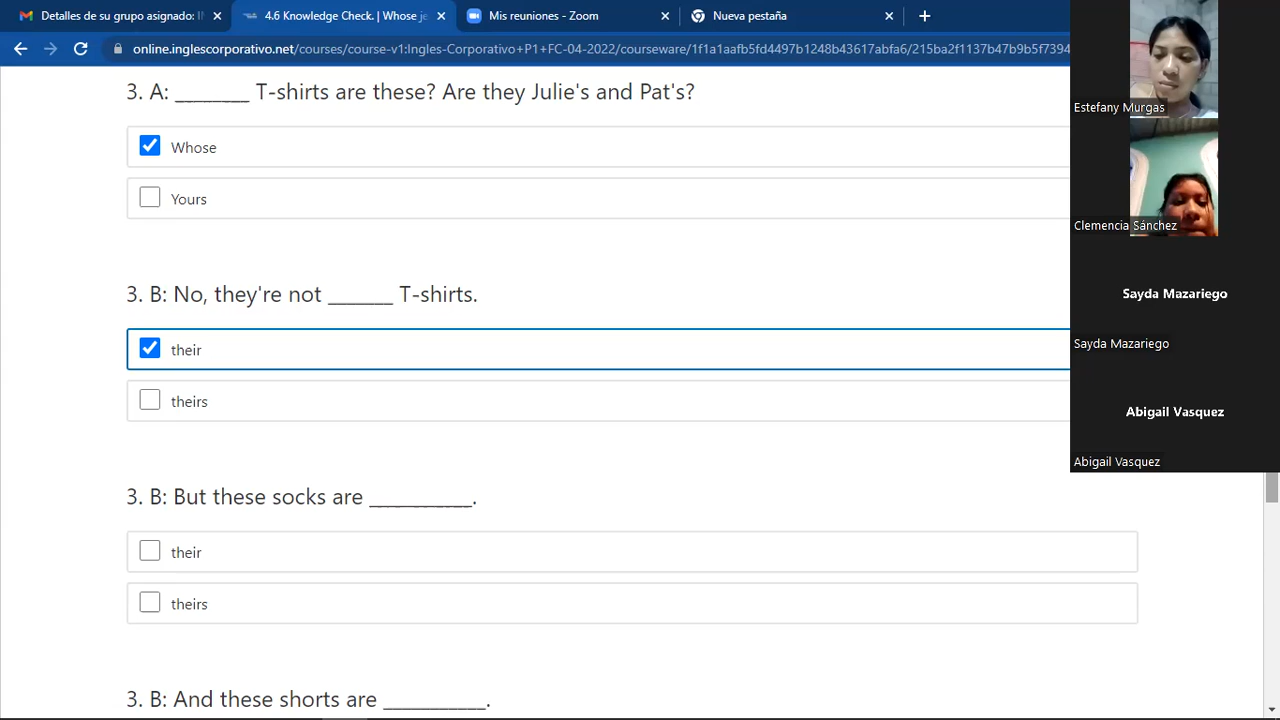 Detalles de su grupo asignado: I
4.6 Knowledge Check. | Whose je
Mis reuniones - Zoom
Nueva pestaña
online.inglescorporativo.net/courses/course-v1:Ingles-Corporativo+P1+FC-04-2022/courseware/1f1a1aafb5fd4497b1248b43617abfa6/215ba2f1137b47b9b5f7394
3. A: ________ T-shirts are these? Are they Julie's and Pat's?
Whose
Yours
3. B: No, they're not _______ T-shirts.
their
theirs
3. B: But these socks are ___________.
their
theirs
3. B: And these shorts are ___________.
Estefany Murgas
Clemencia Sánchez
Sayda Mazariego
Sayda Mazariego
Abigail Vasquez
Abigail Vasquez